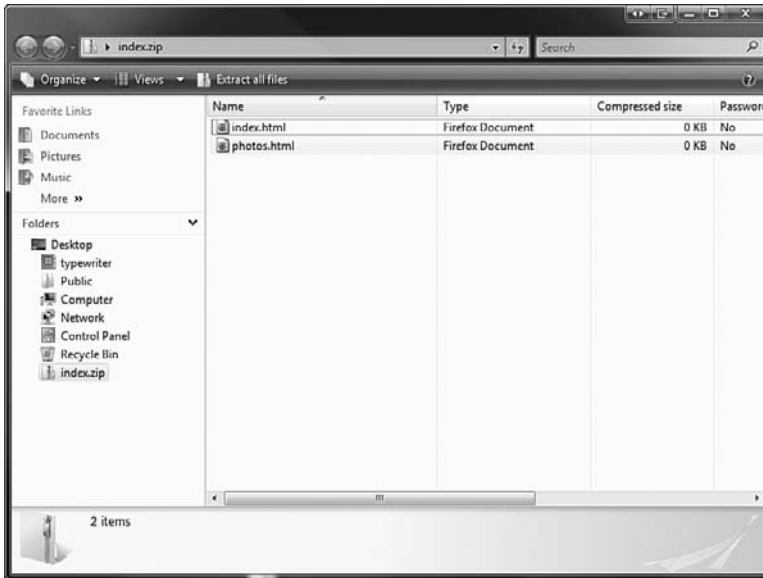 index.zip
Search
Organize Views Extract all files
Favorite Links
Documents
Pictures
Music
More »
Folders
Desktop
typewriter
Public
Computer
Network
Control Panel
Recycle Bin
index.zip
Name Type Compressed size Passwor
index.html Firefox Document 0 KB No
photos.html Firefox Document 0 KB No
2 items